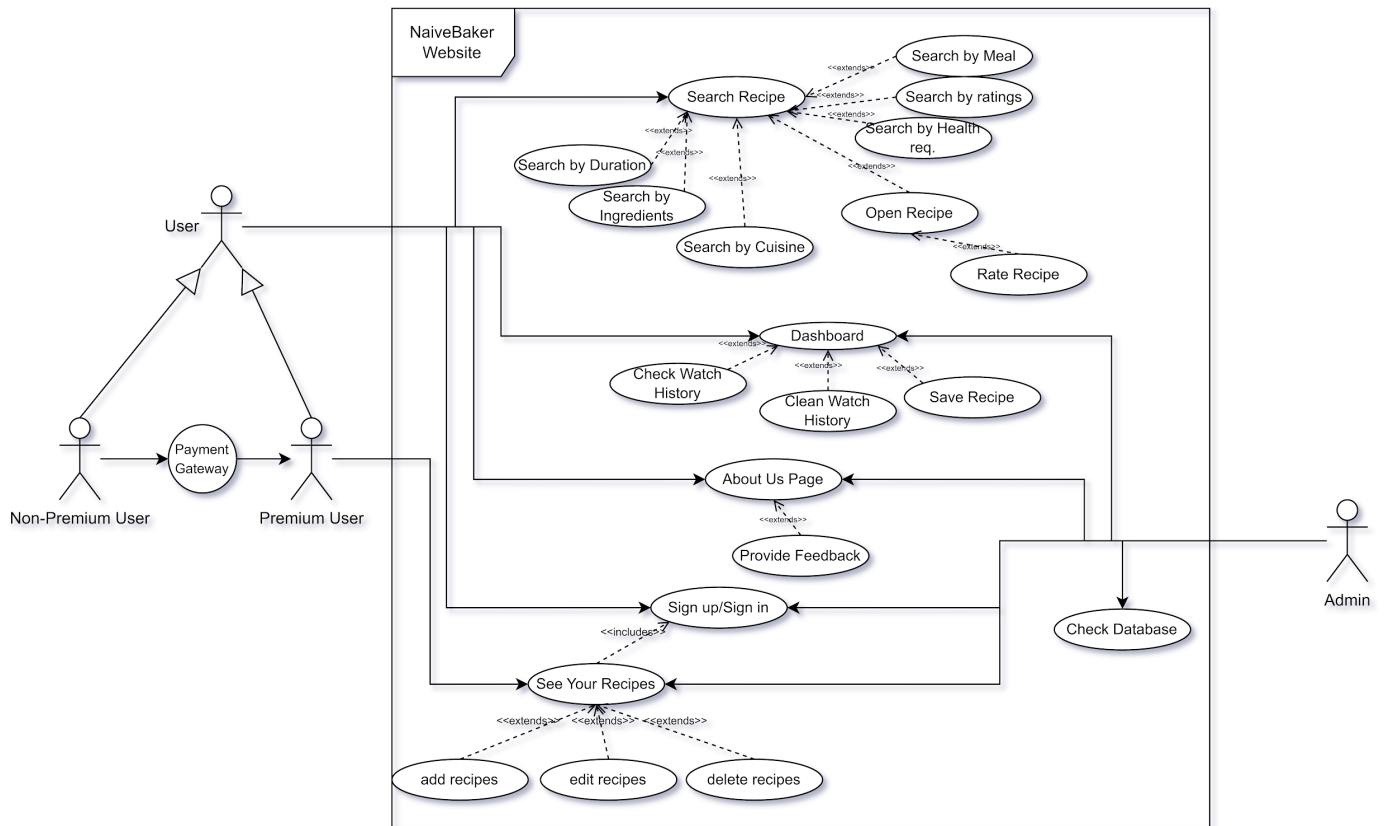 NaiveBaker
Website
Search by Meal
<<extends>>
Search Recipe
<<extends>>
Search by ratings
<<extends>>
Search by Health
req.
<<extends>>
<<extends>>
Search by Duration
<<extends>>
<<extends>>
Search by
Ingredients
Open Recipe
User
Search by Cuisine
<<extends>>
Rate Recipe
Dashboard
<<extends>>
<<extends>>
<<extends>>
Check Watch
History
Clean Watch
History
Save Recipe
Payment
Gateway
About Us Page
Non-Premium User
Premium User
<<extends>>
Provide Feedback
Admin
Sign up/Sign in
Check Database
<<includes>>
See Your Recipes
<<extends>>
<<extends>>
<<extends>>
add recipes
edit recipes
delete recipes